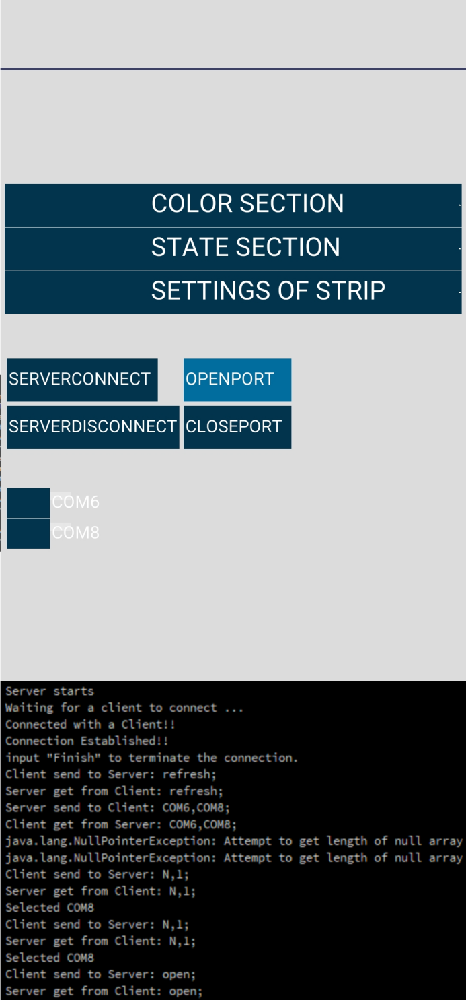 COLOR SECTION
STATE SECTION
SETTINGS OF STRIP
SERVERCONNECT
OPENPORT
SERVERDISCONNECT
CLOSEPORT
COM6
COM8
Server starts
Waiting for a client to connect ...
Connected with a Client!!
Connection Established!!
input "Finish" to terminate the connection.
Client send to Server: refresh;
Server get from Client: refresh;
Server send to Client: COM6,COM8;
Client get from Server: COM6,COM8;
java.lang.NullPointerException: Attempt to get length of null array
java.lang.NullPointerException: Attempt to get length of null array
Client send to Server: N,1;
Server get from Client: N,1;
Selected COM8
Client send to Server: N,1;
Server get from Client: N,1;
Selected COM8
Client send to Server: open;
Server get from Client: open;